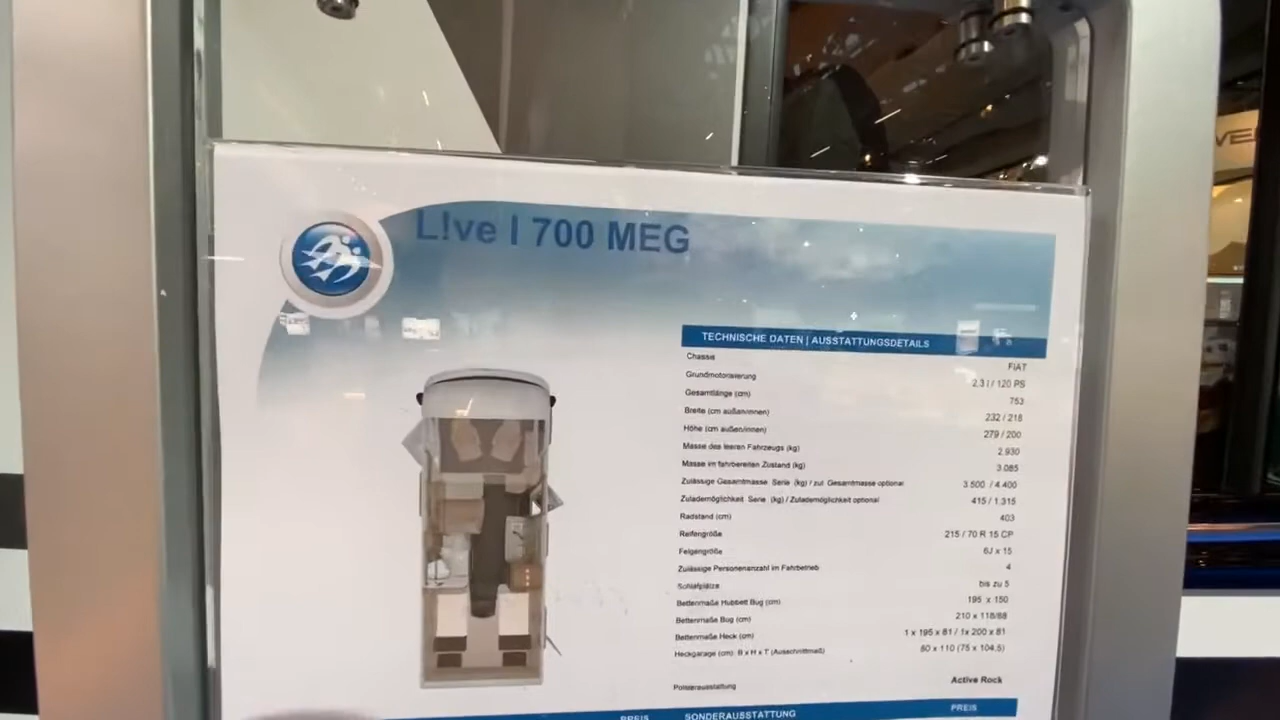 L!ve I 700 MEG
TECHNISCHE DATEN | AUSSTATTUNGSDETAILS
Chassis FIAT
Grundmotorisierung 2.3 l / 120 PS
Gesamtlänge (cm) 753
Breite (cm außen/innen) 232 / 218
Höhe (cm außen/innen) 279 / 200
Masse des leeren Fahrzeugs (kg) 2.930
Masse im fahrbereiten Zustand (kg) 3.085
Zulässige Gesamtmasse Serie (kg) / zul. Gesamtmasse optional 3.500 / 4.400
Zulademöglichkeit Serie (kg) / Zulademöglichkeit optional 415 / 1.315
Radstand (cm) 403
Reifengröße 215 / 70 R 15 CP
Felgengröße 6J x 15
Zulässige Personenanzahl im Fahrbetrieb 4
Schlafplätze bis zu 5
Bettenmaße Hubbett Bug (cm) 195 x 150
Bettenmaße Bug (cm) 210 x 118/88
Bettenmaße Heck (cm) 1 x 195 x 81 / 1x 200 x 81
Heckgarage (cm): B x H x T (Ausschnittmaß) 80 x 110 (75 x 104,5)
Polsterausstattung Active Rock
PREIS SONDERAUSSTATTUNG PREIS